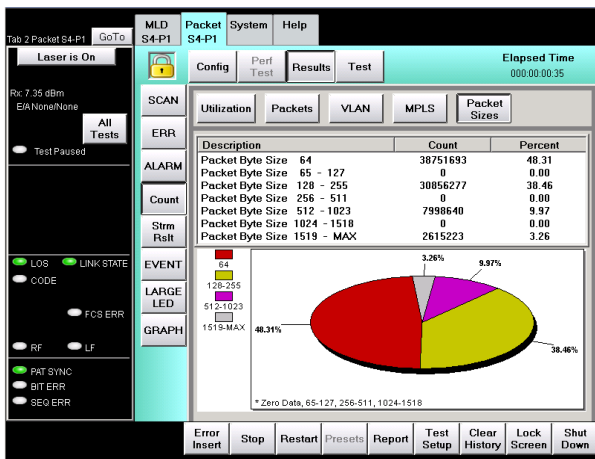 Tab 2 Packet S4-P1 GoTo
MLD S4-P1
Packet S4-P1
System
Help
Laser is On
Rx: 7.35 dBm
E/A None/None
All Tests
Test Paused
LOS LINK STATE
CODE
FCS ERR
RF LF
PAT SYNC
BIT ERR
SEQ ERR
Config Perf Test Results Test
Elapsed Time
000:00:00:35
SCAN
ERR
ALARM
Count
Strm Rslt
EVENT
LARGE LED
GRAPH
Utilization Packets VLAN MPLS Packet Sizes
Description Count Percent
Packet Byte Size 64 38751693 48.31
Packet Byte Size 65 - 127 0 0.00
Packet Byte Size 128 - 255 30856277 38.46
Packet Byte Size 256 - 511 0 0.00
Packet Byte Size 512 -1023 7998640 9.97
Packet Byte Size 1024 -1518 0 0.00
Packet Byte Size 1519 - MAX 2615223 3.26
64
128-255
512-1023
1519-MAX
3.26%
9.97%
48.31%
38.46%
* Zero Data, 65-127, 256-511, 1024-1518
Error Insert Stop Restart Presets Report Test Setup Clear History Lock Screen Shut Down